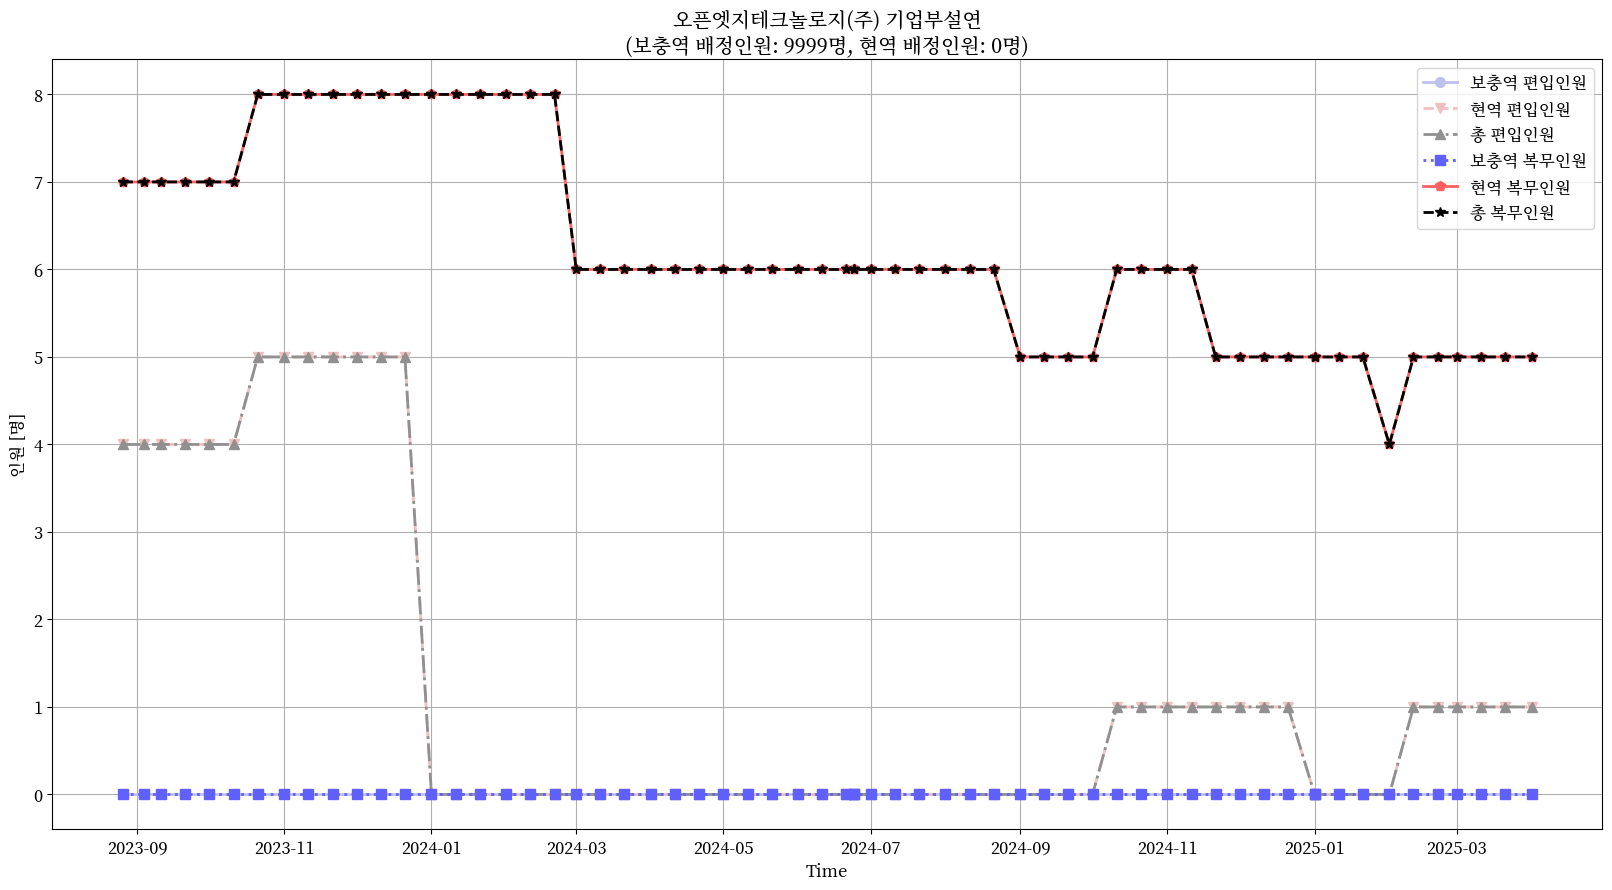 오픈엣지테크놀로지(주) 기업부설연
(보충역 배정인원: 9999명, 현역 배정인원: 0명)
보충역 편입인원
현역 편입인원
총 편입인원
보충역 복무인원
현역 복무인원
총 복무인원
인원 [명]
8
7
6
5
4
3
2
1
0
2023-09
2023-11
2024-01
2024-03
2024-05
2024-07
2024-09
2024-11
2025-01
2025-03
Time